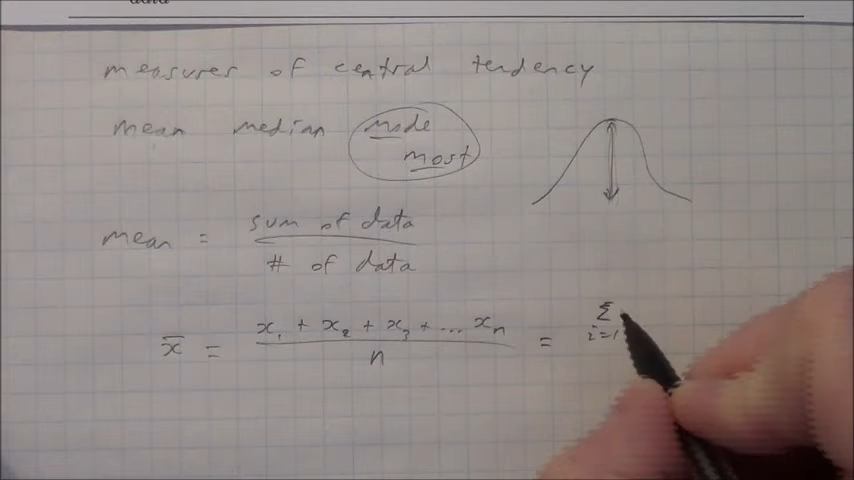 data
measures of central tendency
mean median mode
most
mean = sum of data / # of data
x̄ = x₁ + x₂ + x₃ + ... xₙ / n = Σ i=1